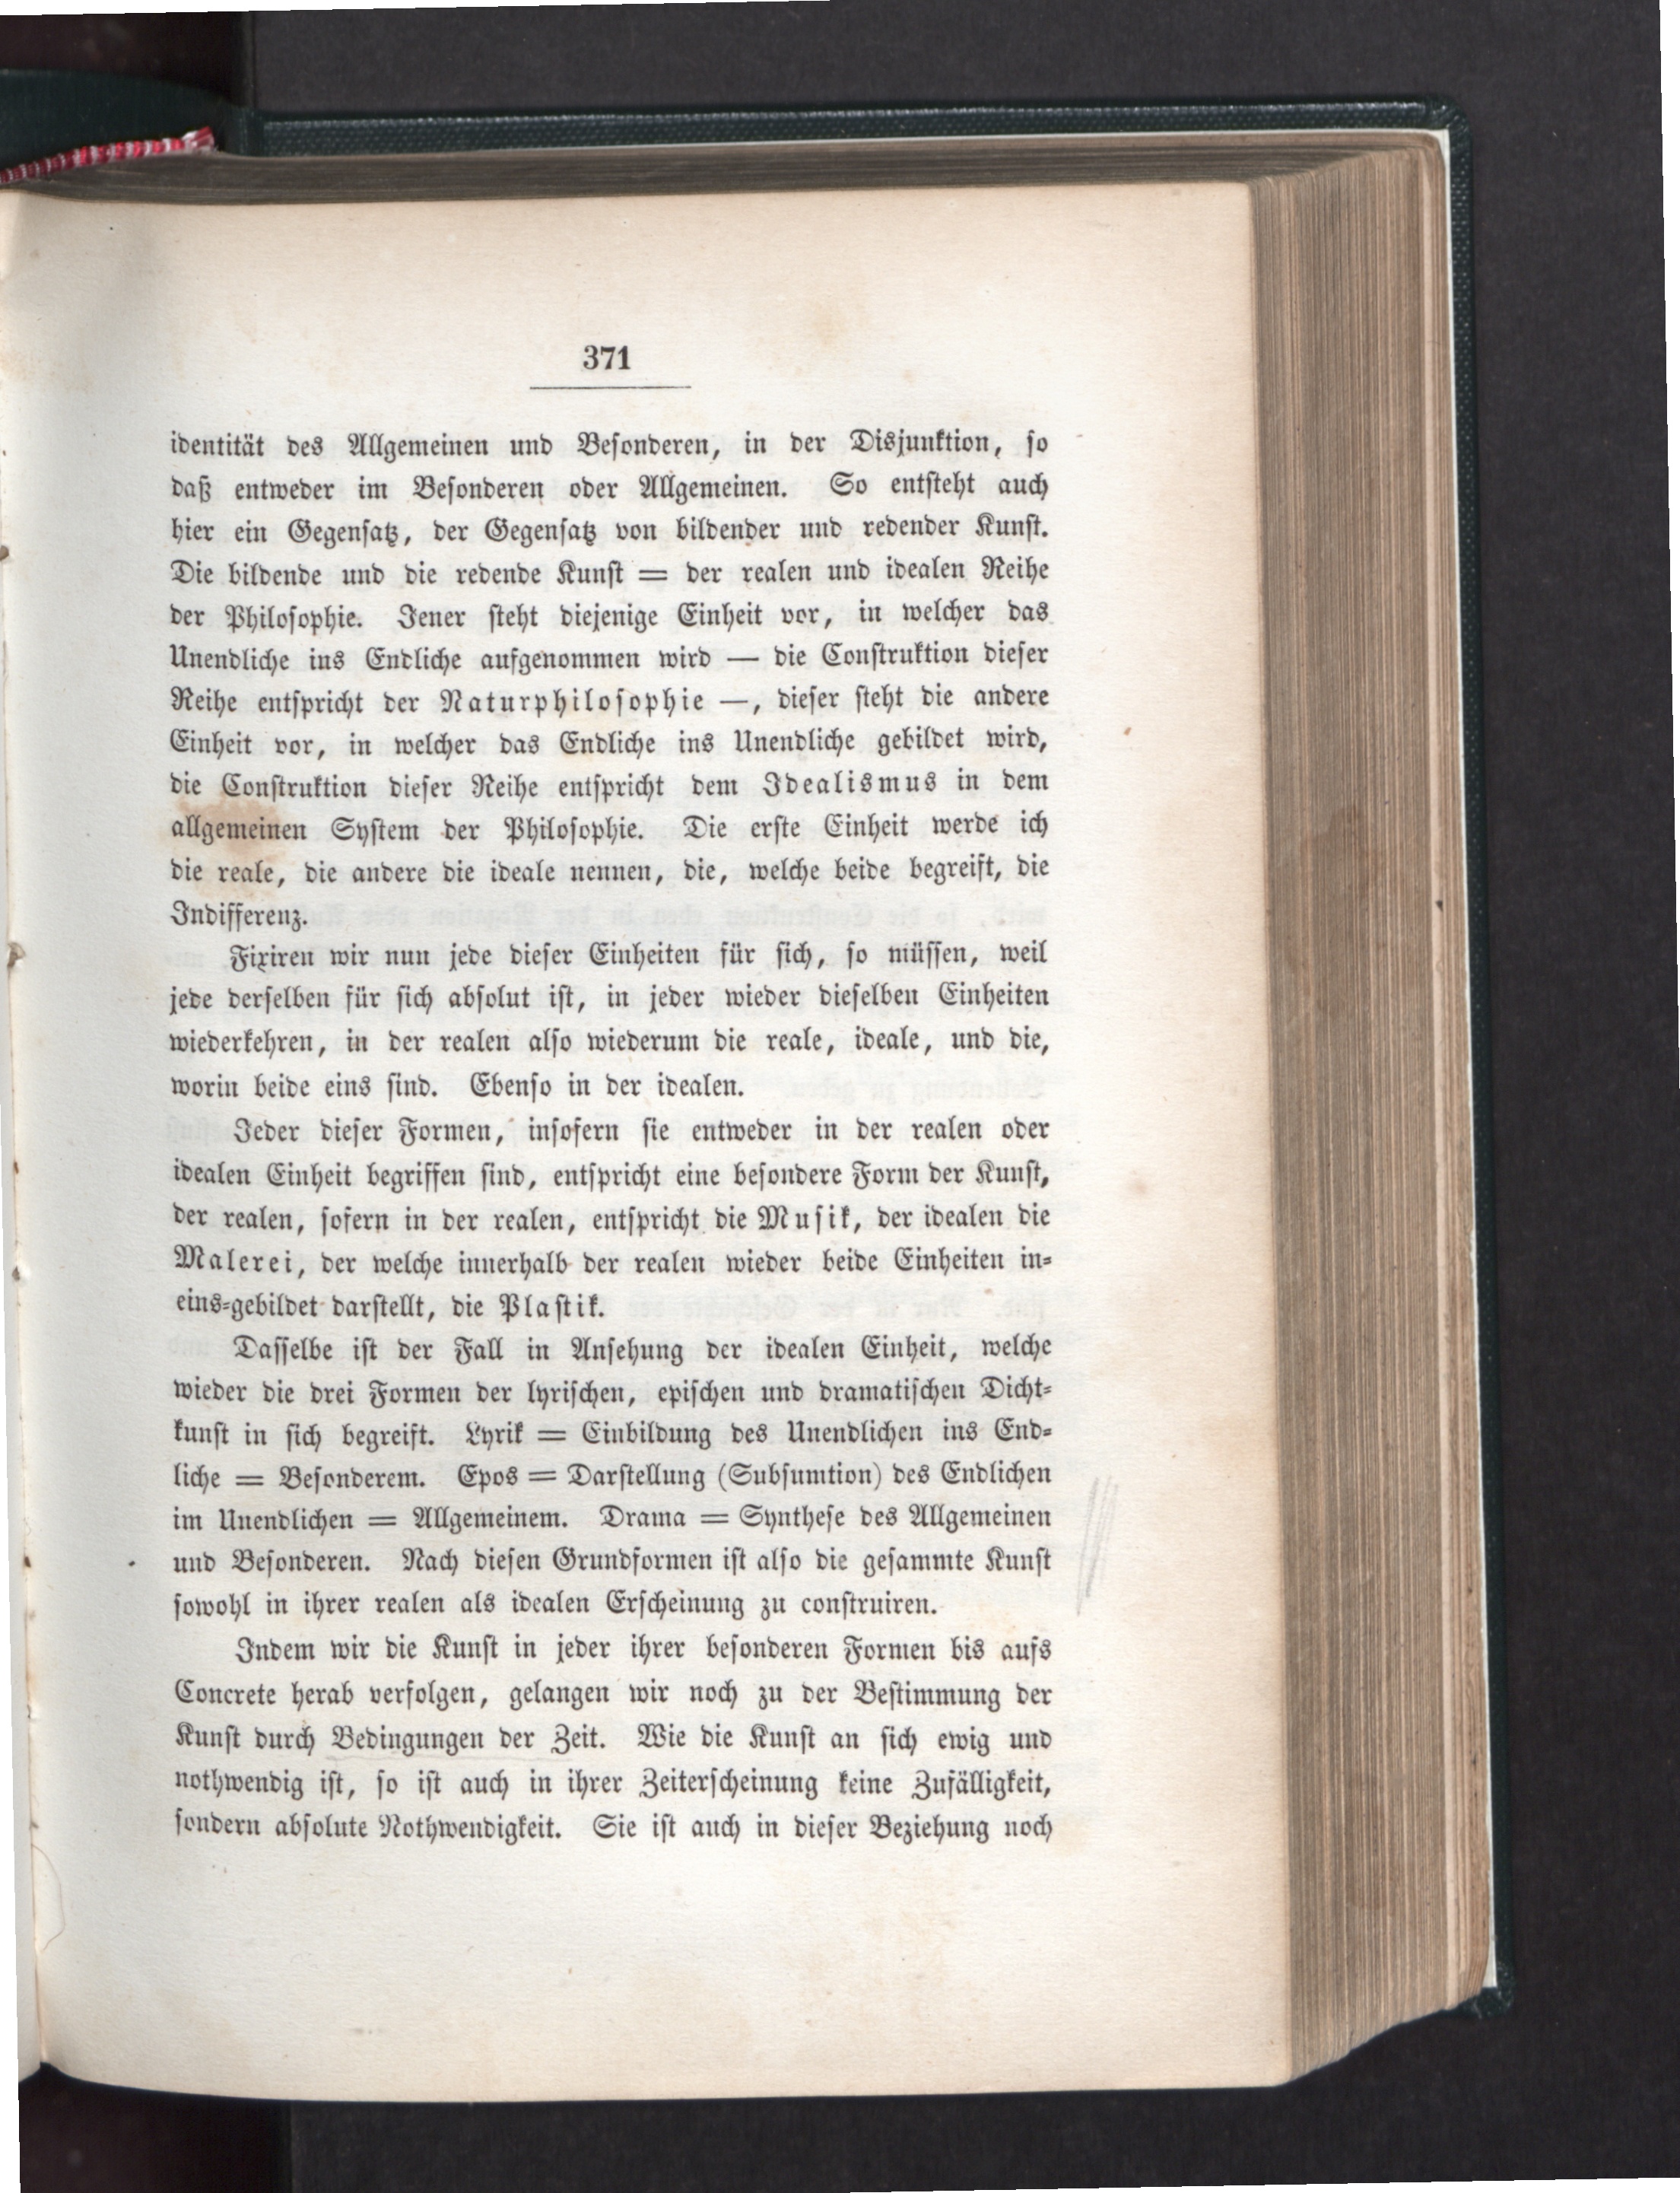 371
identität des Allgemeinen und Besonderen, in der Disjunktion, so
daß entweder im Besonderen oder Allgemeinen. So entsteht auch
hier ein Gegensatz, der Gegensatz von bildender und redender Kunst.
Die bildende und die redende Kunst = der realen und idealen Reihe
der Philosophie. Jener steht diejenige Einheit vor, in welcher das
Unendliche ins Endliche aufgenommen wird — die Construktion dieser
Reihe entspricht der Naturphilosophie —, dieser steht die andere
Einheit vor, in welcher das Endliche ins Unendliche gebildet wird,
die Construktion dieser Reihe entspricht dem Idealismus in dem
allgemeinen System der Philosophie. Die erste Einheit werde ich
die reale, die andere die ideale nennen, die, welche beide begreift, die
Indifferenz.
Fixiren wir nun jede dieser Einheiten für sich, so müssen, weil
jede derselben für sich absolut ist, in jeder wieder dieselben Einheiten
wiederkehren, in der realen also wiederum die reale, ideale, und die,
worin beide eins sind. Ebenso in der idealen.
Jeder dieser Formen, insofern sie entweder in der realen oder
idealen Einheit begriffen sind, entspricht eine besondere Form der Kunst,
der realen, sofern in der realen, entspricht die Musik, der idealen die
Malerei, der welche innerhalb der realen wieder beide Einheiten in-
eins-gebildet darstellt, die Plastik.
Dasselbe ist der Fall in Ansehung der idealen Einheit, welche
wieder die drei Formen der lyrischen, epischen und dramatischen Dicht-
kunst in sich begreift. Lyrik = Einbildung des Unendlichen ins End-
liche = Besonderem. Epos = Darstellung (Subsumtion) des Endlichen
im Unendlichen = Allgemeinem. Drama = Synthese des Allgemeinen
und Besonderen. Nach diesen Grundformen ist also die gesammte Kunst
sowohl in ihrer realen als idealen Erscheinung zu construiren.
Indem wir die Kunst in jeder ihrer besonderen Formen bis aufs
Concrete herab verfolgen, gelangen wir noch zu der Bestimmung der
Kunst durch Bedingungen der Zeit. Wie die Kunst an sich ewig und
nothwendig ist, so ist auch in ihrer Zeiterscheinung keine Zufälligkeit,
sondern absolute Nothwendigkeit. Sie ist auch in dieser Beziehung noch